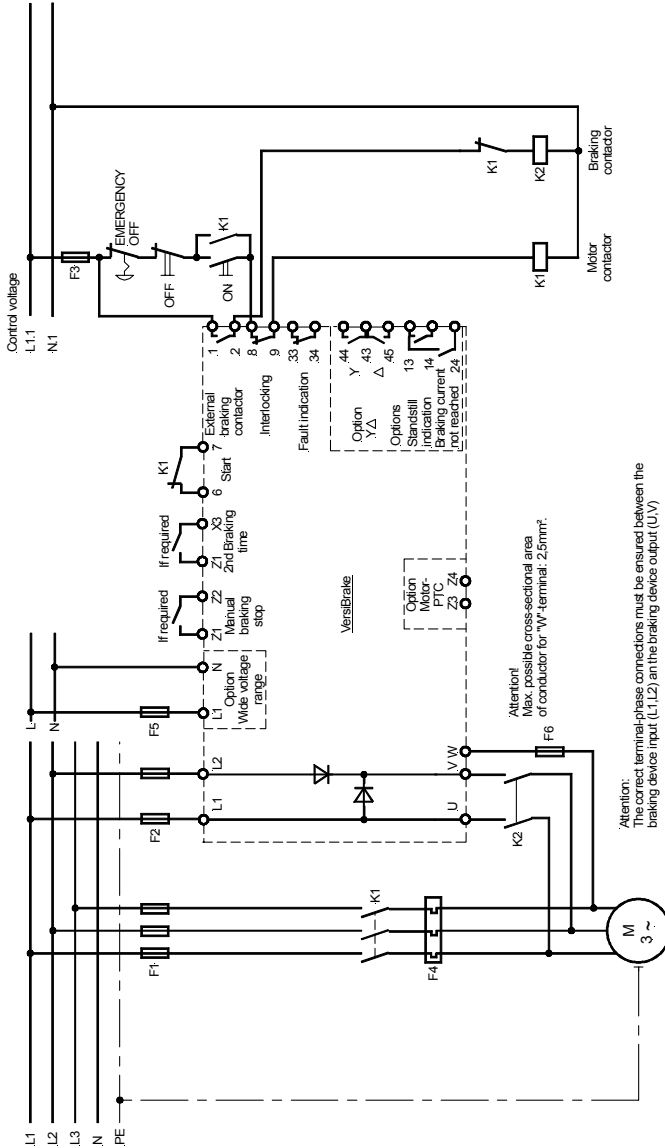 Control voltage
L1.1
N.1
F3
EMERGENCY
OFF
OFF
ON
K1
K1
K2
Braking
contactor
K1
Motor
contactor
L1
L2
L3
N
PE
L
N
F1
F2
F5
If required
If required
K1
L1
L2
L1
N
Option
Wide voltage
range
Z1
Z2
Manual
braking
stop
Z1
X3
2nd Braking
time
6
7
Start
1
2
External
braking
contactor
8
9
Interlocking
33
34
Fault indication
44
43
45
Y
Δ
Option
YΔ
13
14
24
Options
Standstill
indication
Braking current
not reached
VersiBrake
Option
Motor-
PTC
Z3
Z4
U
V
W
K1
F4
K2
F6
M
3 ~
Attention!
Max. possible cross-sectional area
of conductor for "W"-terminal: 2,5mm².
Attention:
The correct terminal-phase connections must be ensured between the
braking device input (L1,L2) an the braking device output (U,V)